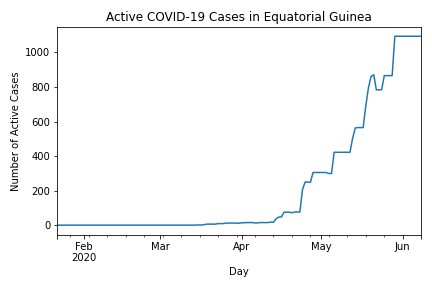 Active COVID-19 Cases in Equatorial Guinea
Number of Active Cases
1000
800
600
400
200
0
Feb
2020
Mar
Apr
May
Jun
Day